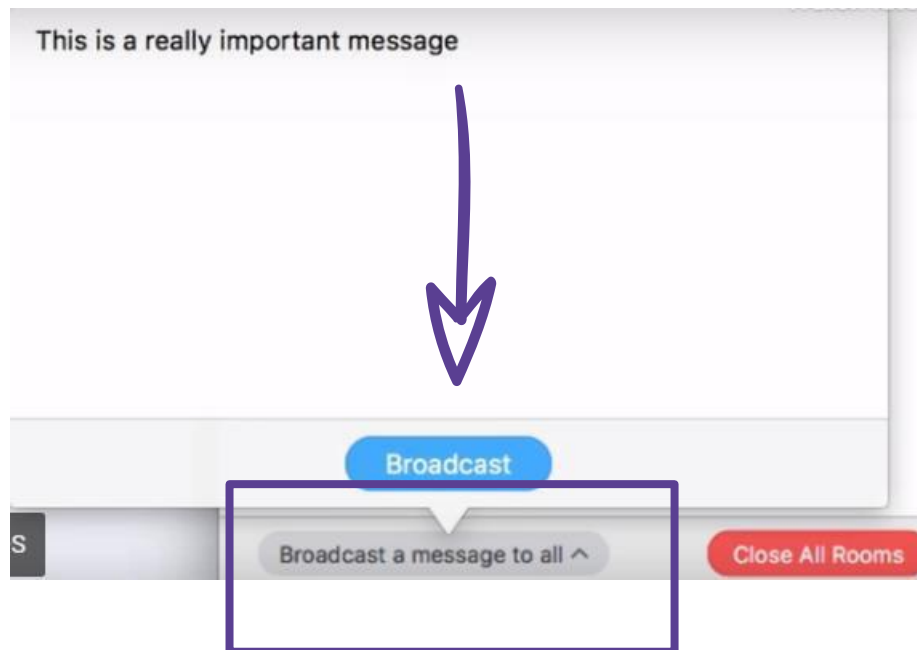 This is a really important message
Broadcast
S
Broadcast a message to all ^
Close All Rooms